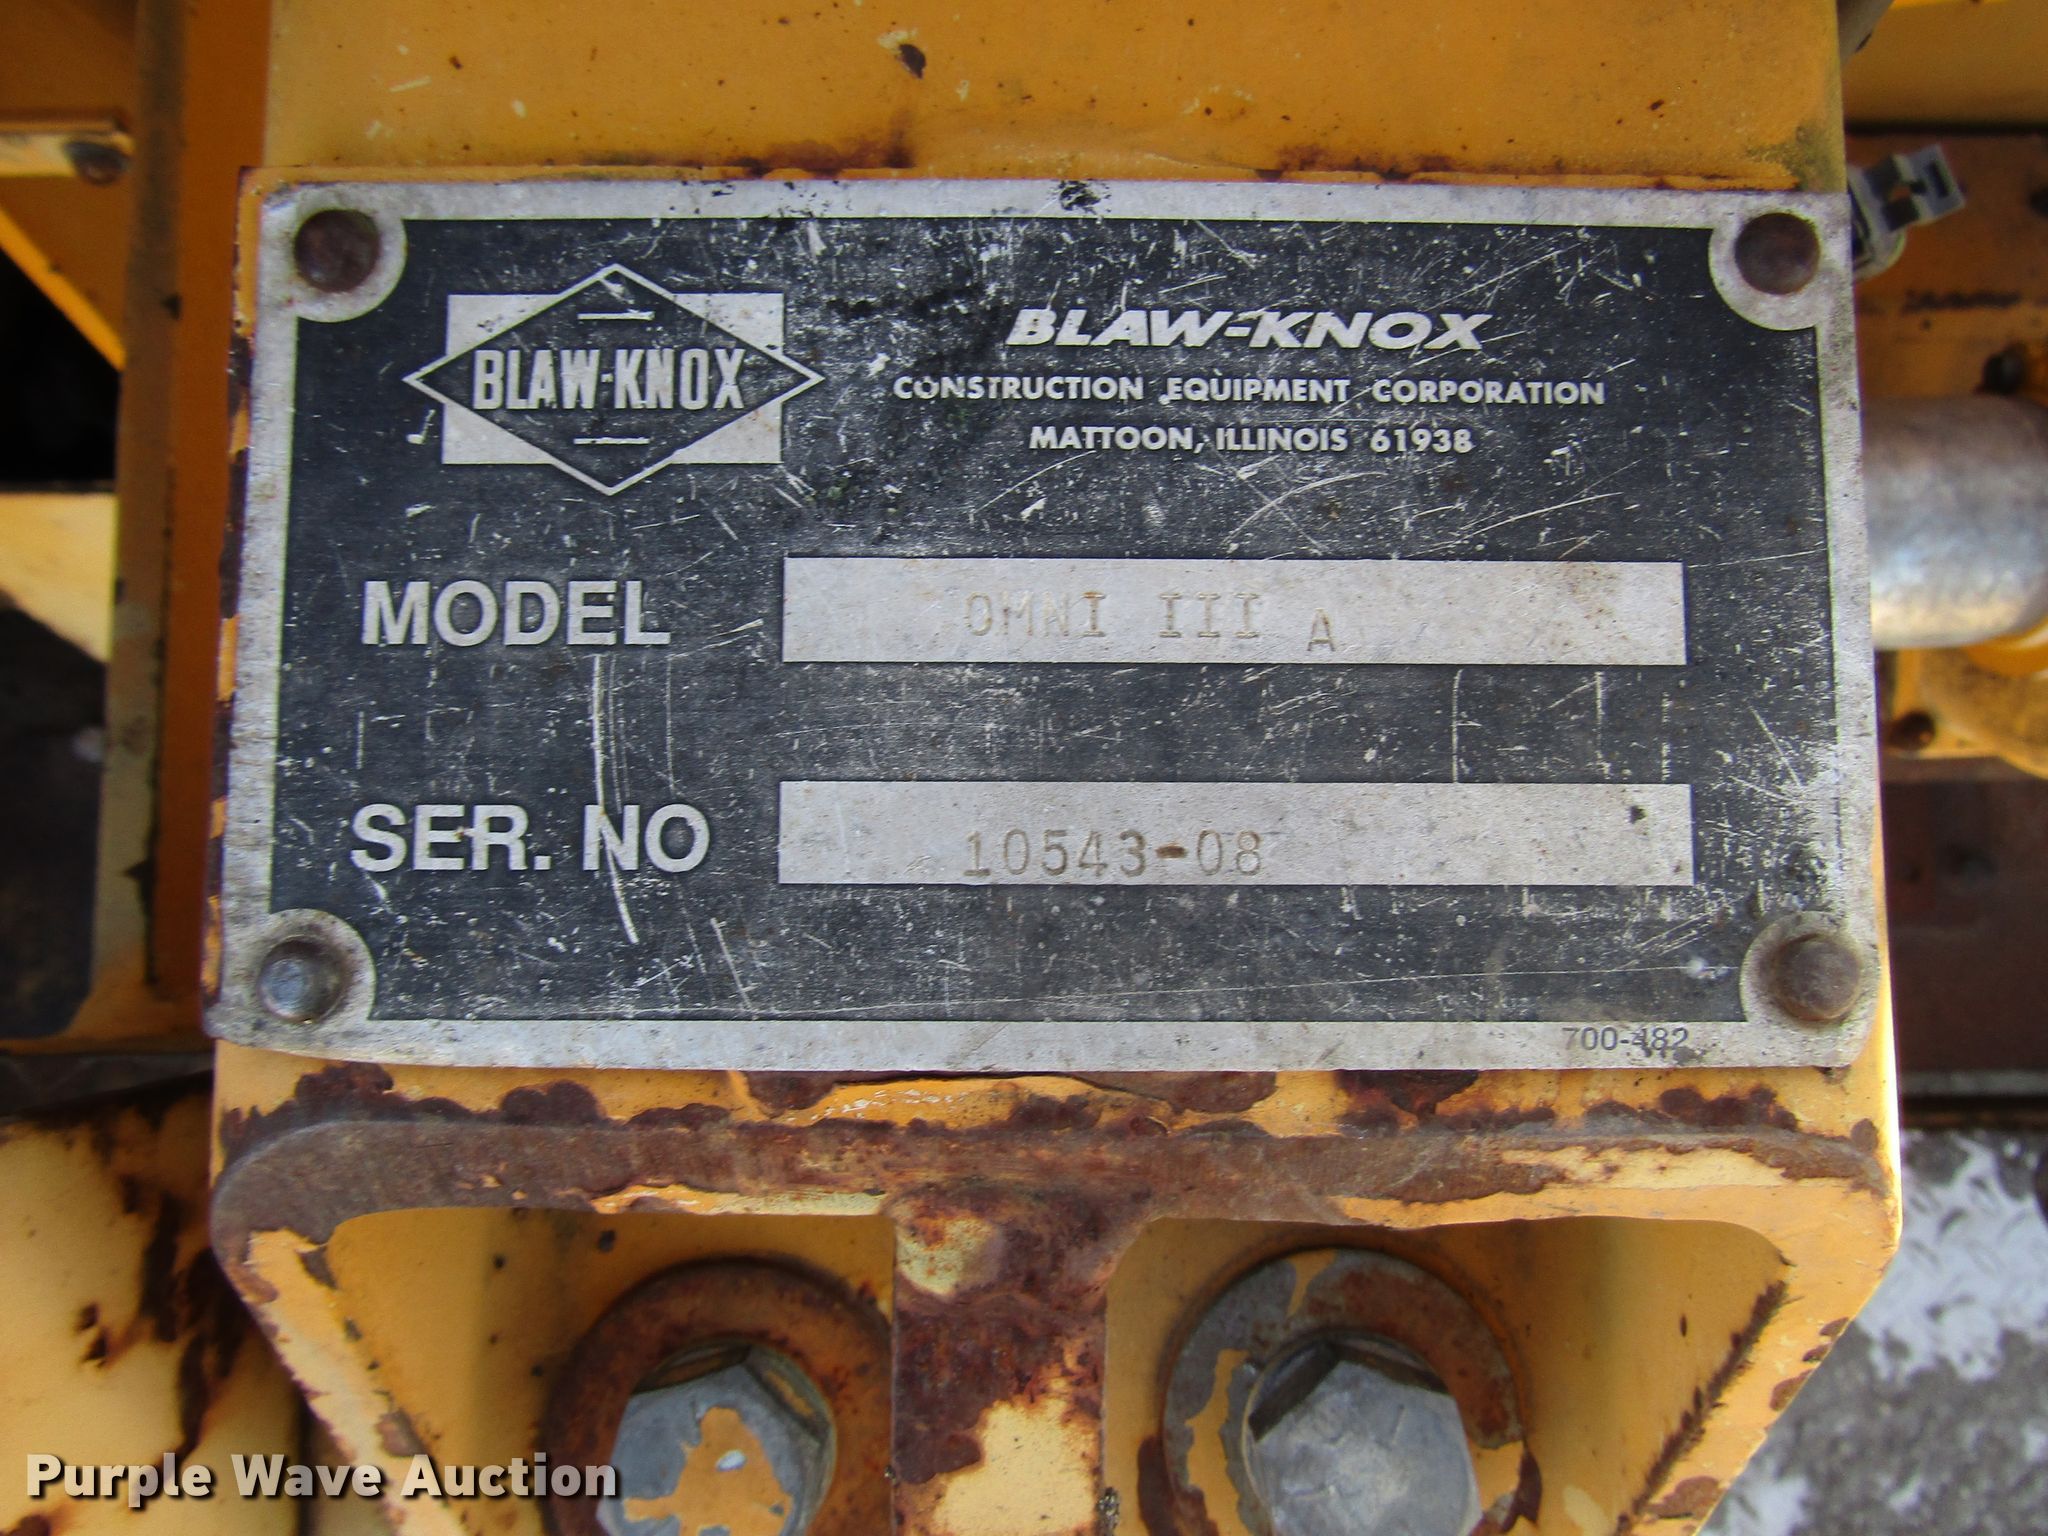 BLAW-KNOX
BLAW-KNOX
CONSTRUCTION EQUIPMENT CORPORATION
MATTOON, ILLINOIS 61938
MODEL OMNI III A
SER. NO 10543-08
700-482
Purple Wave Auction